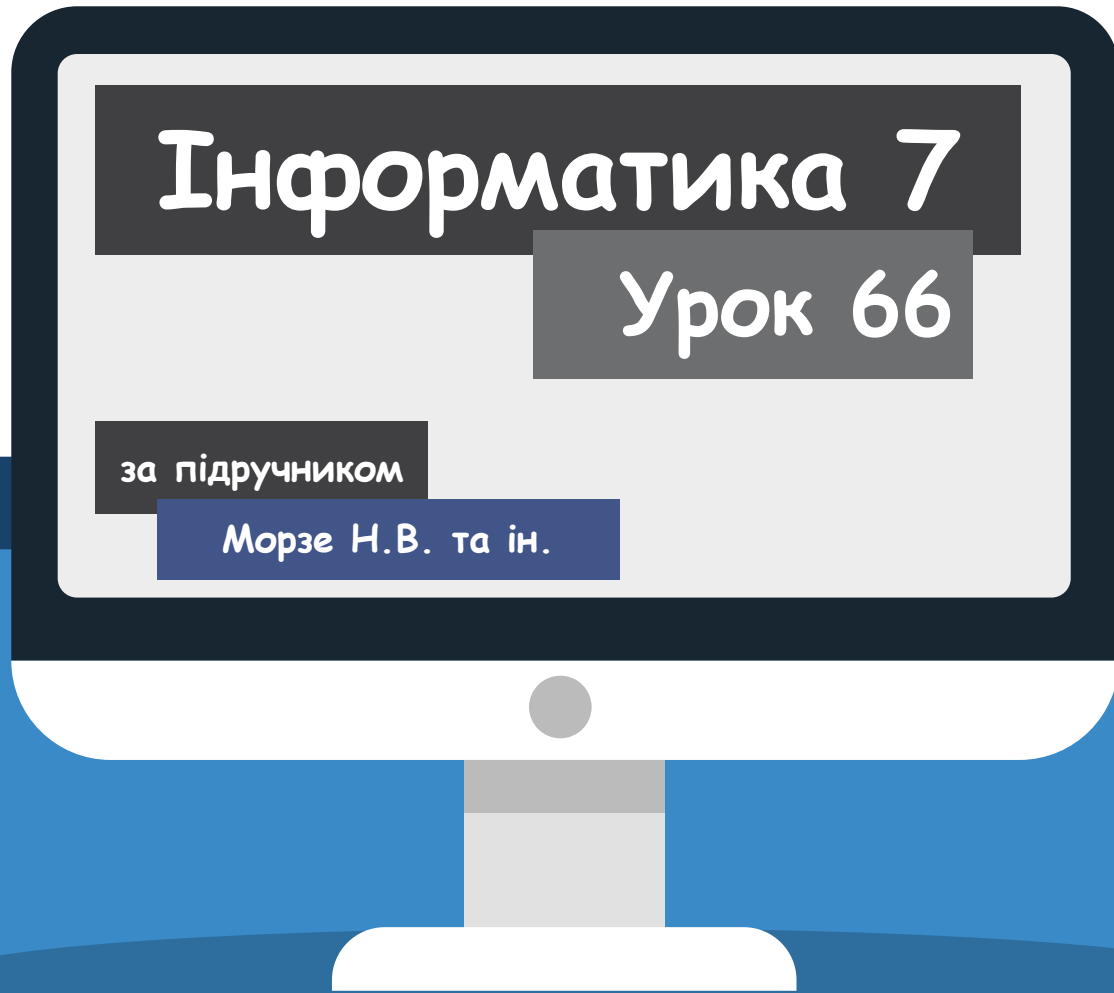 Інформатика 7
Урок 66
за підручником
Морзе Н.В. та ін.